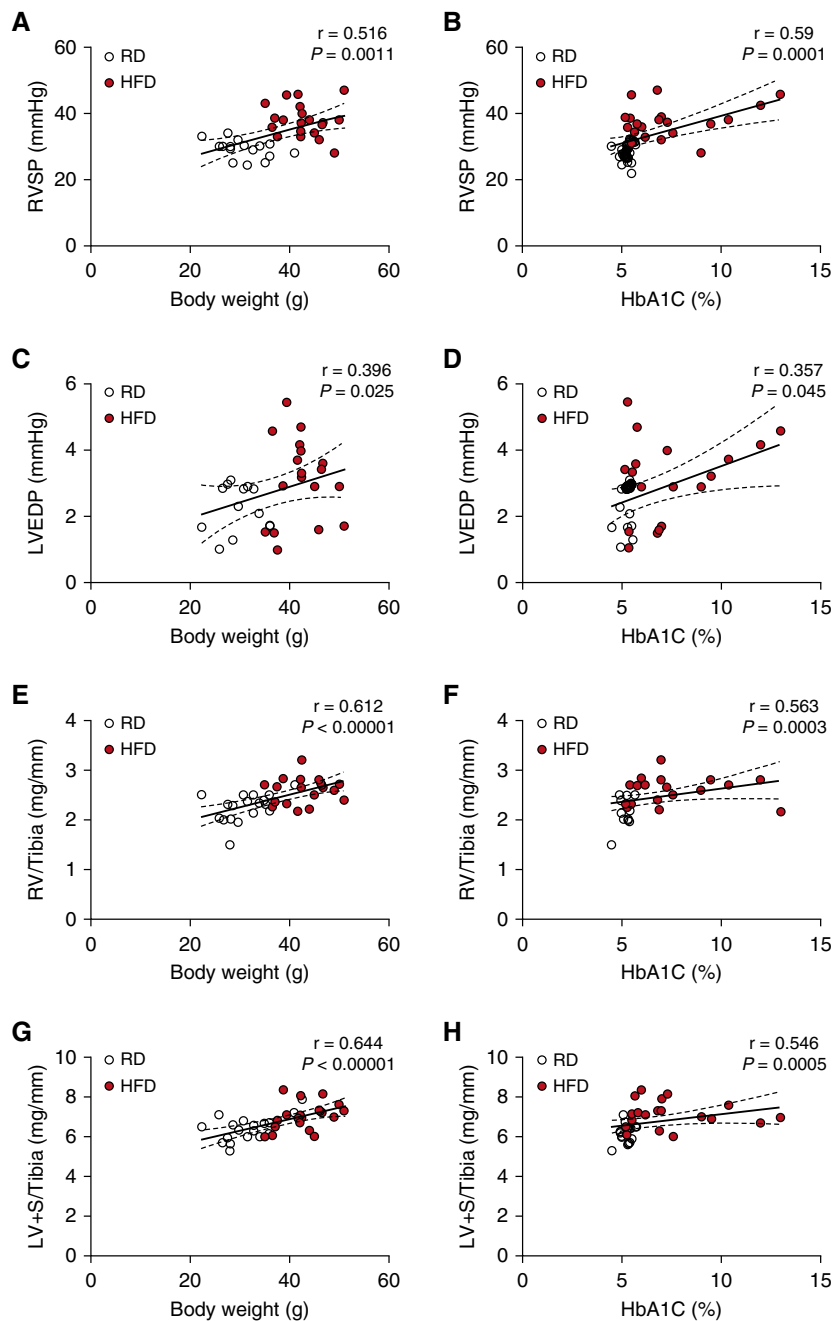 A
r = 0.516
P = 0.0011
RD
HFD
60
40
20
0
RVSP (mmHg)
0 20 40 60
Body weight (g)
B
r = 0.59
P = 0.0001
RD
HFD
60
40
20
0
RVSP (mmHg)
0 5 10 15
HbA1C (%)
C
r = 0.396
P = 0.025
RD
HFD
6
4
2
0
LVEDP (mmHg)
0 20 40 60
Body weight (g)
D
r = 0.357
P = 0.045
RD
HFD
6
4
2
0
LVEDP (mmHg)
0 5 10 15
HbA1C (%)
E
r = 0.612
P < 0.00001
RD
HFD
4
3
2
1
0
RV/Tibia (mg/mm)
0 20 40 60
Body weight (g)
F
r = 0.563
P = 0.0003
RD
HFD
4
3
2
1
0
RV/Tibia (mg/mm)
0 5 10 15
HbA1C (%)
G
r = 0.644
P < 0.00001
RD
HFD
10
8
6
4
2
0
LV+S/Tibia (mg/mm)
0 20 40 60
Body weight (g)
H
r = 0.546
P = 0.0005
RD
HFD
10
8
6
4
2
0
LV+S/Tibia (mg/mm)
0 5 10 15
HbA1C (%)